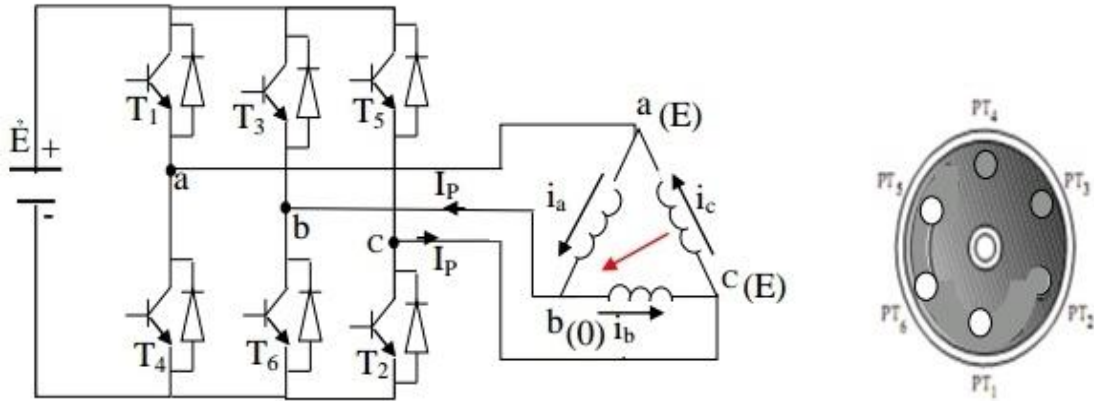 T1
T3
T5
Ė
+
-
a
b
C
IP
IP
T4
T6
T2
a (E)
ia
ic
C (E)
b(0)
ib
PT4
PT5
PT3
PT6
PT2
PT1